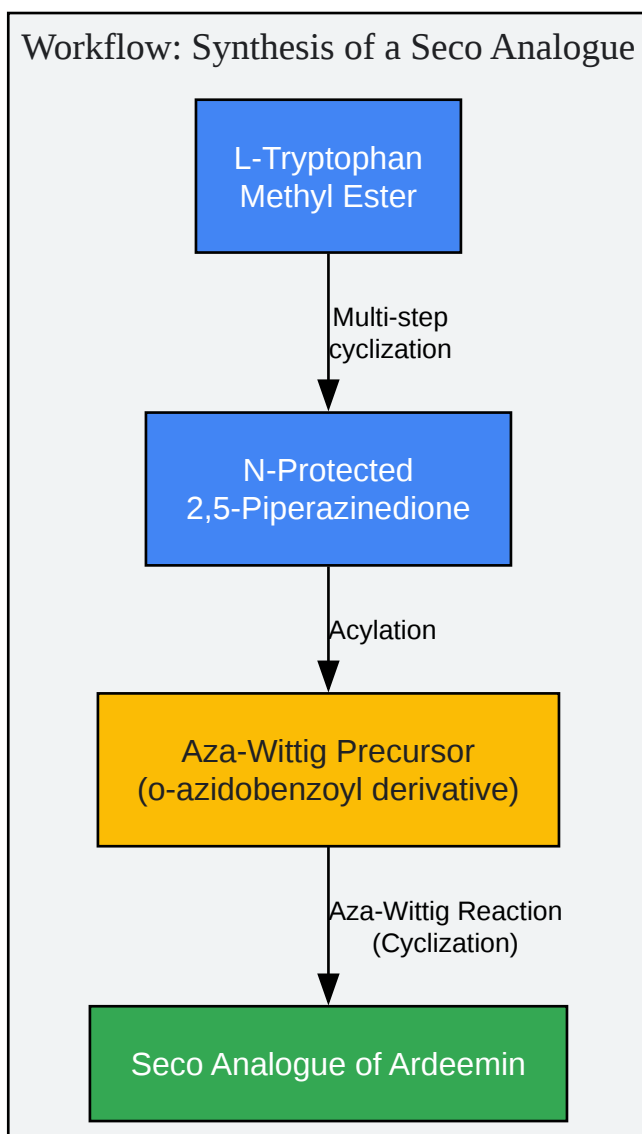 Workflow: Synthesis of a Seco Analogue
L-Tryptophan
Methyl Ester
Multi-step
cyclization
N-Protected
2,5-Piperazinedione
Acylation
Aza-Wittig Precursor
(o-azidobenzoyl derivative)
Aza-Wittig Reaction
(Cyclization)
Seco Analogue of Ardeemin